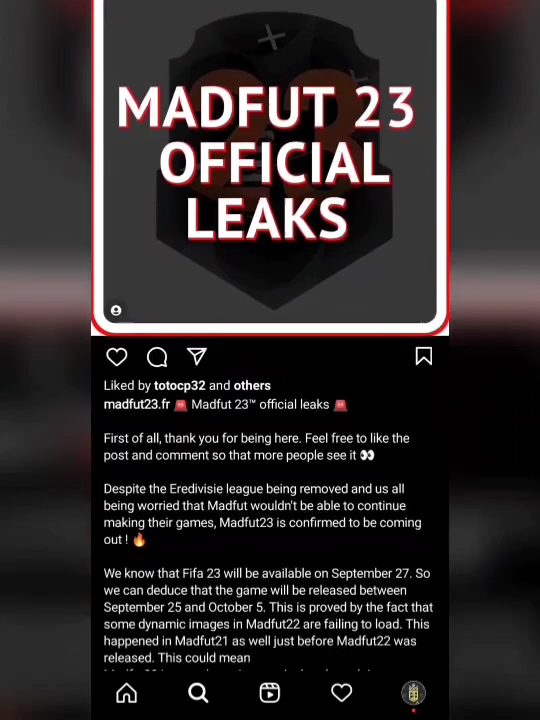 MADFUT 23
OFFICIAL
LEAKS
Liked by totocp32 and others
madfut23.fr 🚨 Madfut 23™ official leaks 🚨
First of all, thank you for being here. Feel free to like the
post and comment so that more people see it 👀
Despite the Eredivisie league being removed and us all
being worried that Madfut wouldn't be able to continue
making their games, Madfut23 is confirmed to be coming
out ! 🔥
We know that Fifa 23 will be available on September 27. So
we can deduce that the game will be released between
September 25 and October 5. This is proved by the fact that
some dynamic images in Madfut22 are failing to load. This
happened in Madfut21 as well just before Madfut22 was
released. This could mean